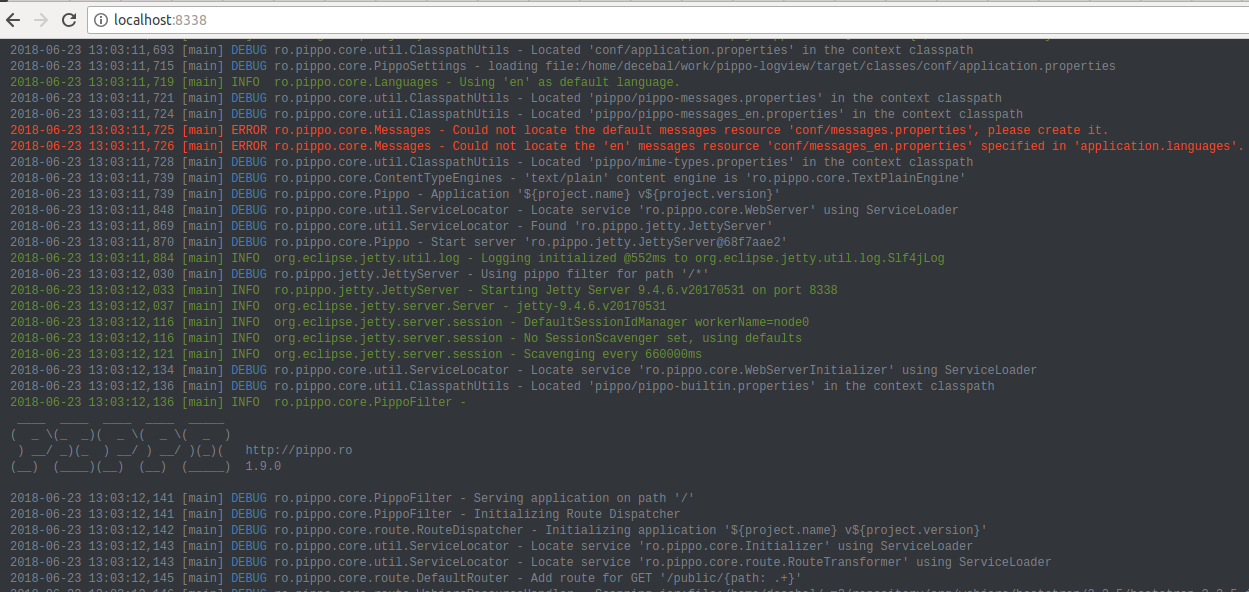 localhost:8338
2018-06-23 13:03:11,693 [main] DEBUG ro.pippo.core.util.ClasspathUtils - Located 'conf/application.properties' in the context classpath
2018-06-23 13:03:11,715 [main] DEBUG ro.pippo.core.PippoSettings - loading file:/home/decebal/work/pippo-logview/target/classes/conf/application.properties
2018-06-23 13:03:11,719 [main] INFO  ro.pippo.core.Languages - Using 'en' as default language.
2018-06-23 13:03:11,721 [main] DEBUG ro.pippo.core.util.ClasspathUtils - Located 'pippo/pippo-messages.properties' in the context classpath
2018-06-23 13:03:11,724 [main] DEBUG ro.pippo.core.util.ClasspathUtils - Located 'pippo/pippo-messages_en.properties' in the context classpath
2018-06-23 13:03:11,725 [main] ERROR ro.pippo.core.Messages - Could not locate the default messages resource 'conf/messages.properties', please create it.
2018-06-23 13:03:11,726 [main] ERROR ro.pippo.core.Messages - Could not locate the 'en' messages resource 'conf/messages_en.properties' specified in 'application.languages'.
2018-06-23 13:03:11,728 [main] DEBUG ro.pippo.core.util.ClasspathUtils - Located 'pippo/mime-types.properties' in the context classpath
2018-06-23 13:03:11,739 [main] DEBUG ro.pippo.core.ContentTypeEngines - 'text/plain' content engine is 'ro.pippo.core.TextPlainEngine'
2018-06-23 13:03:11,739 [main] DEBUG ro.pippo.core.Pippo - Application '${project.name} v${project.version}'
2018-06-23 13:03:11,848 [main] DEBUG ro.pippo.core.util.ServiceLocator - Locate service 'ro.pippo.core.WebServer' using ServiceLoader
2018-06-23 13:03:11,869 [main] DEBUG ro.pippo.core.util.ServiceLocator - Found 'ro.pippo.jetty.JettyServer'
2018-06-23 13:03:11,870 [main] DEBUG ro.pippo.core.Pippo - Start server 'ro.pippo.jetty.JettyServer@68f7aae2'
2018-06-23 13:03:11,884 [main] INFO  org.eclipse.jetty.util.log - Logging initialized @552ms to org.eclipse.jetty.util.log.Slf4jLog
2018-06-23 13:03:12,030 [main] DEBUG ro.pippo.jetty.JettyServer - Using pippo filter for path '/*'
2018-06-23 13:03:12,033 [main] INFO  ro.pippo.jetty.JettyServer - Starting Jetty Server 9.4.6.v20170531 on port 8338
2018-06-23 13:03:12,037 [main] INFO  org.eclipse.jetty.server.Server - jetty-9.4.6.v20170531
2018-06-23 13:03:12,116 [main] INFO  org.eclipse.jetty.server.session - DefaultSessionIdManager workerName=node0
2018-06-23 13:03:12,116 [main] INFO  org.eclipse.jetty.server.session - No SessionScavenger set, using defaults
2018-06-23 13:03:12,121 [main] INFO  org.eclipse.jetty.server.session - Scavenging every 660000ms
2018-06-23 13:03:12,134 [main] DEBUG ro.pippo.core.util.ServiceLocator - Locate service 'ro.pippo.core.WebServerInitializer' using ServiceLoader
2018-06-23 13:03:12,136 [main] DEBUG ro.pippo.core.util.ClasspathUtils - Located 'pippo/pippo-builtin.properties' in the context classpath
2018-06-23 13:03:12,136 [main] INFO  ro.pippo.core.PippoFilter -
 ____  ____  ____  ____  _____
(  _ \(_  _)(  _ \(  _ \(  _  )
 ) __/ _)(_  ) __/ ) __/ )(_)(   http://pippo.ro
(__)  (____)(__)  (__)  (_____)  1.9.0
2018-06-23 13:03:12,141 [main] DEBUG ro.pippo.core.PippoFilter - Serving application on path '/'
2018-06-23 13:03:12,141 [main] DEBUG ro.pippo.core.PippoFilter - Initializing Route Dispatcher
2018-06-23 13:03:12,142 [main] DEBUG ro.pippo.core.route.RouteDispatcher - Initializing application '${project.name} v${project.version}'
2018-06-23 13:03:12,143 [main] DEBUG ro.pippo.core.util.ServiceLocator - Locate service 'ro.pippo.core.Initializer' using ServiceLoader
2018-06-23 13:03:12,143 [main] DEBUG ro.pippo.core.util.ServiceLocator - Locate service 'ro.pippo.core.route.RouteTransformer' using ServiceLoader
2018-06-23 13:03:12,145 [main] DEBUG ro.pippo.core.route.DefaultRouter - Add route for GET '/public/{path: .+}'